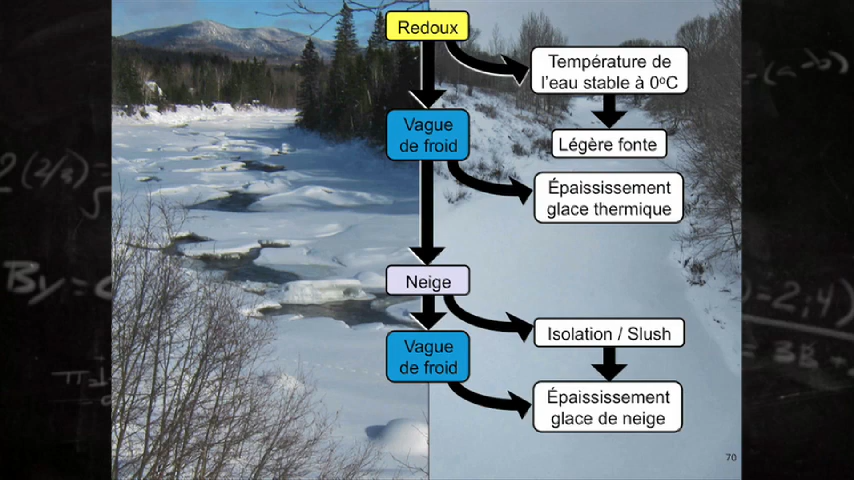 Redoux
Température de
l'eau stable à 0°C
Vague
de froid
Légère fonte
Épaississement
glace thermique
Neige
Isolation / Slush
Vague
de froid
Épaississement
glace de neige
70